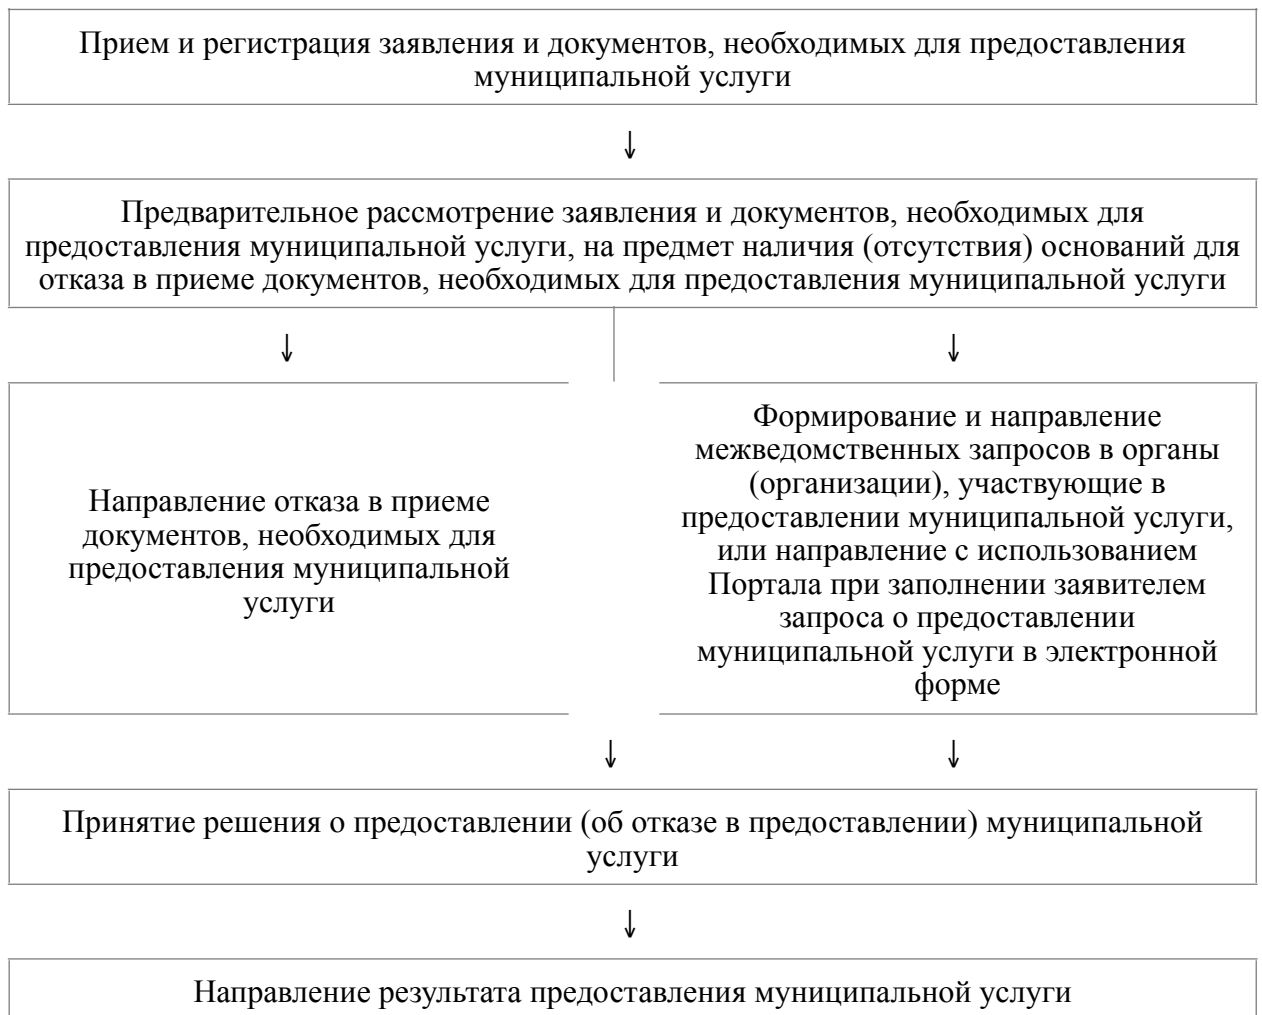 Прием и регистрация заявления и документов, необходимых для предоставления
муниципальной услуги
↓
Предварительное рассмотрение заявления и документов, необходимых для
предоставления муниципальной услуги, на предмет наличия (отсутствия) оснований для
отказа в приеме документов, необходимых для предоставления муниципальной услуги
↓ ↓
Направление отказа в приеме
документов, необходимых для
предоставления муниципальной
услуги
Формирование и направление
межведомственных запросов в органы
(организации), участвующие в
предоставлении муниципальной услуги,
или направление с использованием
Портала при заполнении заявителем
запроса о предоставлении
муниципальной услуги в электронной
форме
↓ ↓
Принятие решения о предоставлении (об отказе в предоставлении) муниципальной
услуги
↓
Направление результата предоставления муниципальной услуги